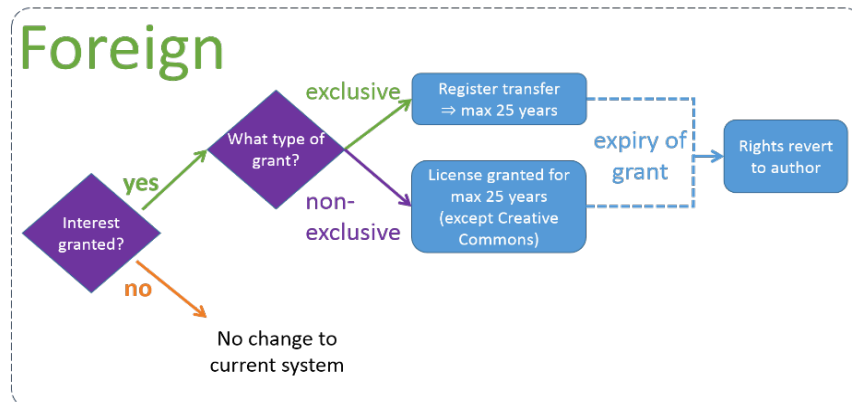 Foreign
Interest
granted?
yes
no
No change to
current system
What type of
grant?
exclusive
non-
exclusive
Register transfer
⇒ max 25 years
License granted for
max 25 years
(except Creative
Commons)
expiry of
grant
Rights revert
to author